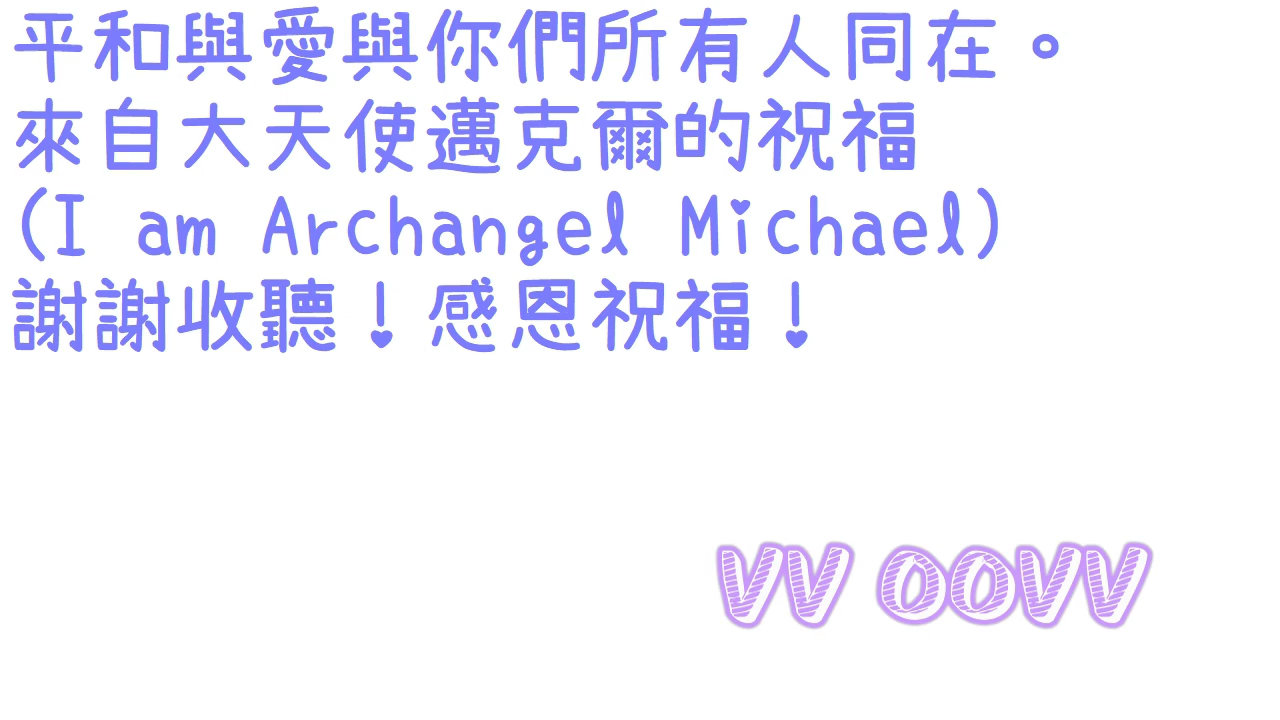 平和與愛與你們所有人同在。
來自大天使邁克爾的祝福
(I am Archangel Michael)
謝謝收聽！感恩祝福！
VV OOVV